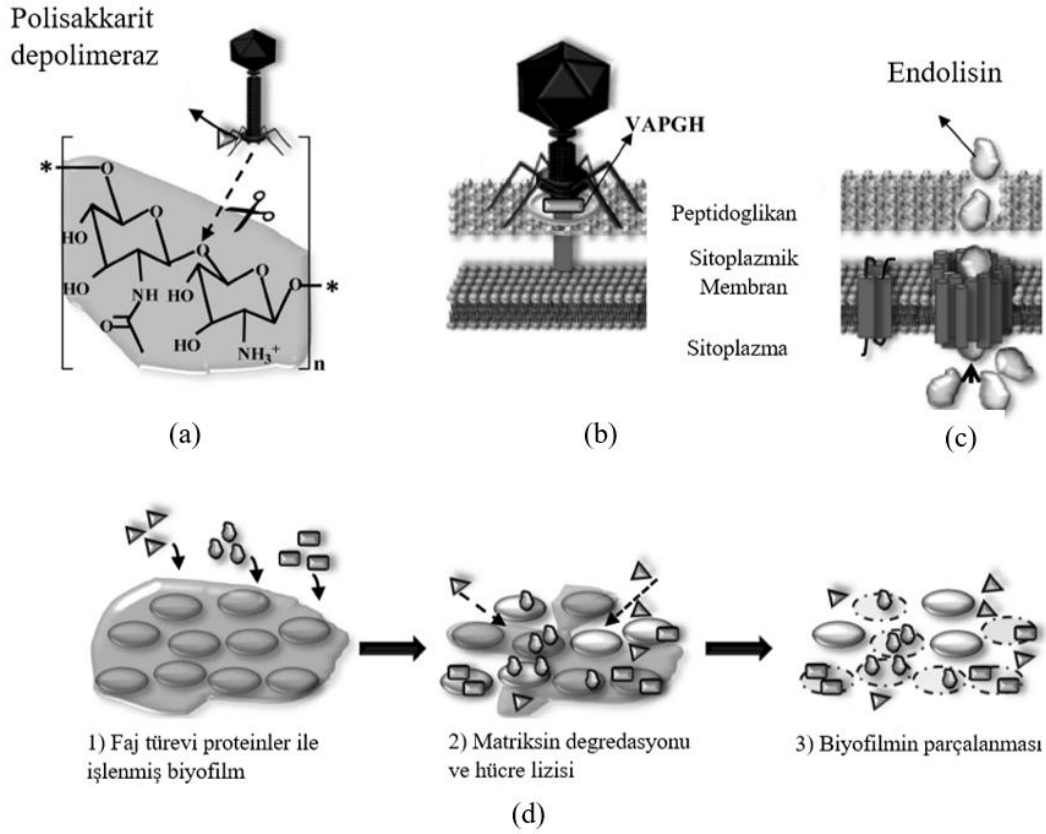 Polisakkarit
depolimeraz
*
O
O
HO
HO
NH
O
O
HO
O
HO
HO
NH₃⁺
O
*
n
(a)
VAPGH
(b)
Peptidoglikan
Sitoplazmik
Membran
Sitoplazma
Endolisin
(c)
1) Faj türevi proteinler ile
işlenmiş biyofilm
2) Matriksin degredasyonu
ve hücre lizisi
3) Biyofilmin parçalanması
(d)